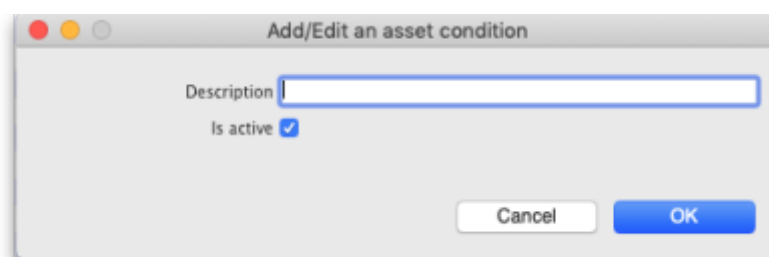 Add/Edit an asset condition
Description
Is active
Cancel
OK